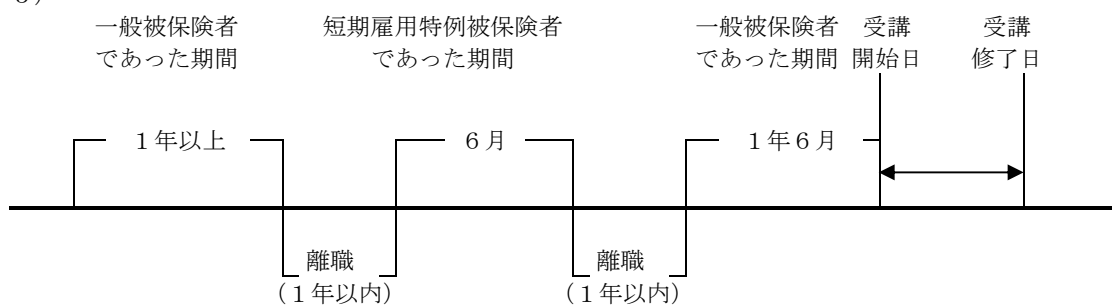 一般被保険者 短期雇用特例被保険者 一般被保険者 受講 受講
であった期間 であった期間 であった期間 開始日 修了日
１年以上 ６月 １年６月
離職 離職
（１年以内） （１年以内）